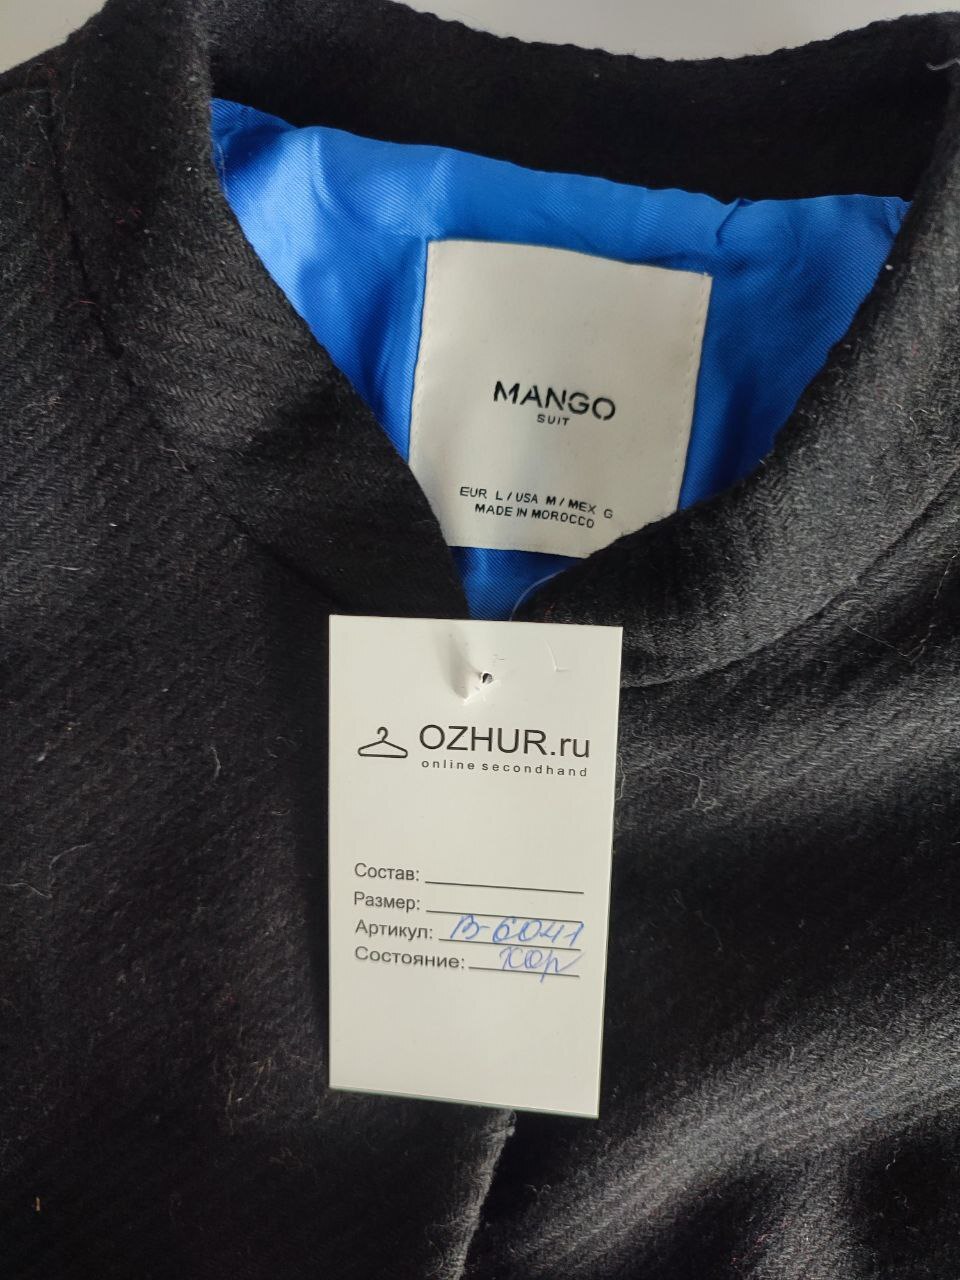 MANGO
SUIT
EUR L / USA M / MEX G
MADE IN MOROCCO
OZHUR.ru
online secondhand
Состав:
Размер:
Артикул: В-6041
Состояние: хор